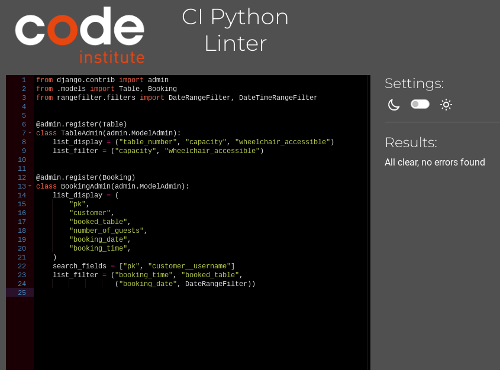 code
institute
CI Python
Linter
1 from django.contrib import admin
2 from .models import Table, Booking
3 from rangefilter.filters import DateRangeFilter, DateTimeRangeFilter
4
5
6 @admin.register(Table)
7 class TableAdmin(admin.ModelAdmin):
8 list_display = ("table_number", "capacity", "wheelchair_accessible")
9 list_filter = ("capacity", "wheelchair_accessible")
10
11
12 @admin.register(Booking)
13 class BookingAdmin(admin.ModelAdmin):
14 list_display = (
15 "pk",
16 "customer",
17 "booked_table",
18 "number_of_guests",
19 "booking_date",
20 "booking_time",
21 )
22 search_fields = ["pk", "customer__username"]
23 list_filter = ("booking_time", "booked_table",
24 ("booking_date", DateRangeFilter))
25
Settings:
Results:
All clear, no errors found